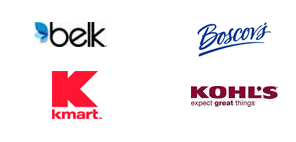 belk
Boscov's
K
kmart.
KOHL'S
expect great things